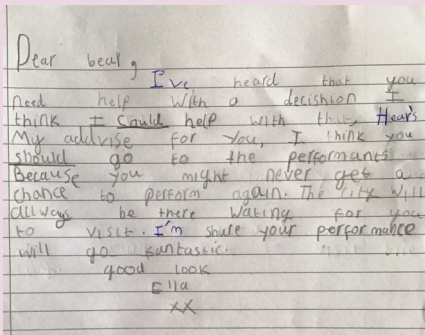 Dear bear,
I've heard that you
need help with a decishion I
think I could help with that, Hear's
My addvise for you, I think you
should go to the performants
Because you might never get a
chance to perform again. The city will
allways be there wating for you
to visit. I'm shure your performance
will go fantastic.
good look
Ella
xx